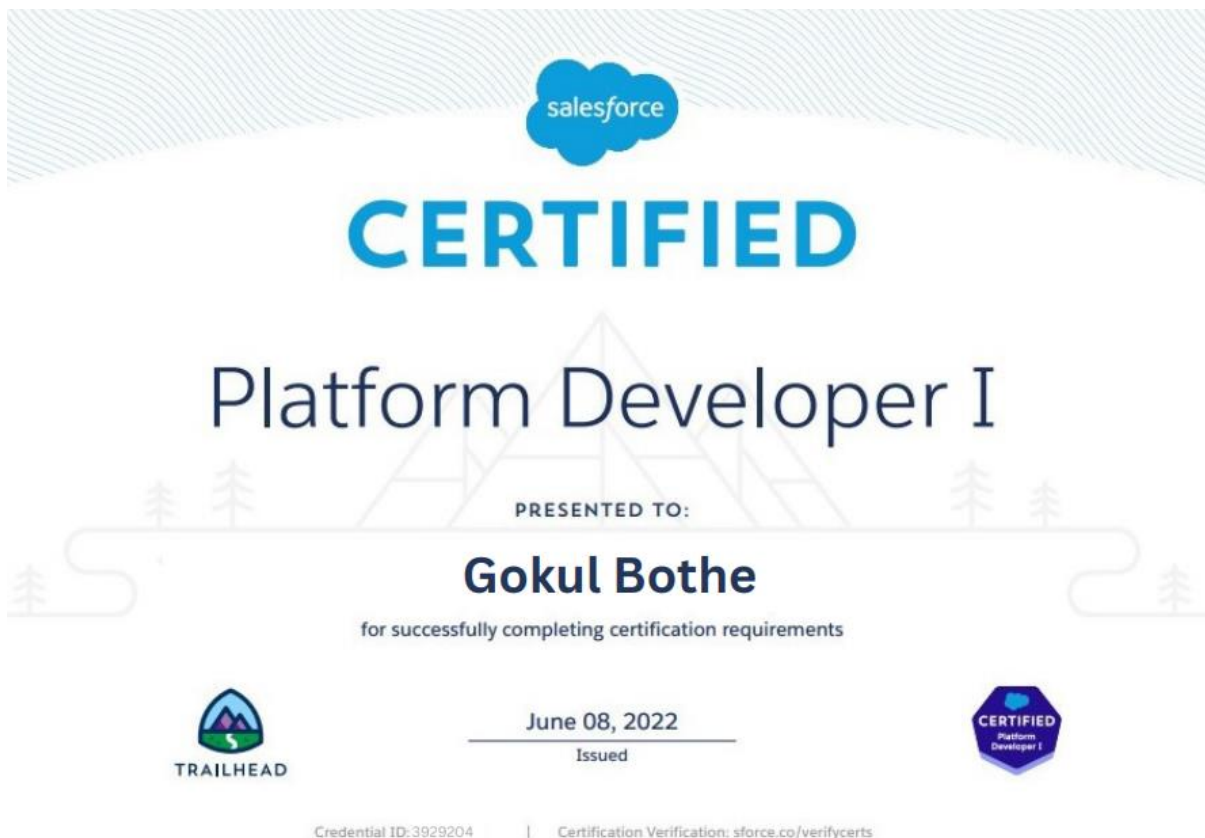 salesforce
CERTIFIED
Platform Developer I
PRESENTED TO:
Gokul Bothe
for successfully completing certification requirements
June 08, 2022
Issued
TRAILHEAD
CERTIFIED
Platform
Developer I
Credential ID: 3929204 | Certification Verification: sforce.co/verifycerts